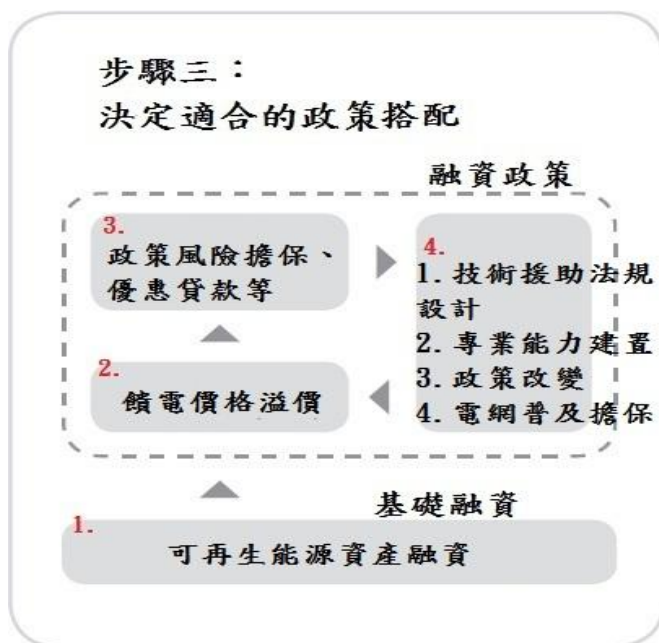 步驟三：
決定適合的政策搭配
融資政策
3.
政策風險擔保、
優惠貸款等
4.
1.技術援助法規
設計
2.專業能力建置
3.政策改變
4.電網普及擔保
2.
饋電價格溢價
基礎融資
1.
可再生能源資產融資